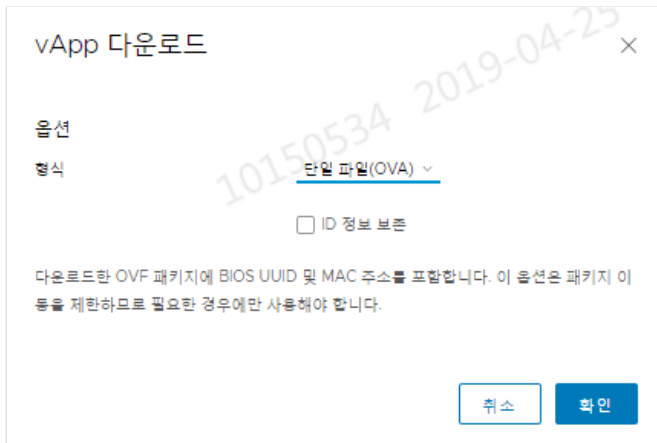 vApp 다운로드
10150534 2019-04-25
옵션
형식
단일 파일(OVA)
ID 정보 보존
다운로드한 OVF 패키지에 BIOS UUID 및 MAC 주소를 포함합니다. 이 옵션은 패키지 이
동을 제한하므로 필요한 경우에만 사용해야 합니다.
취소
확인